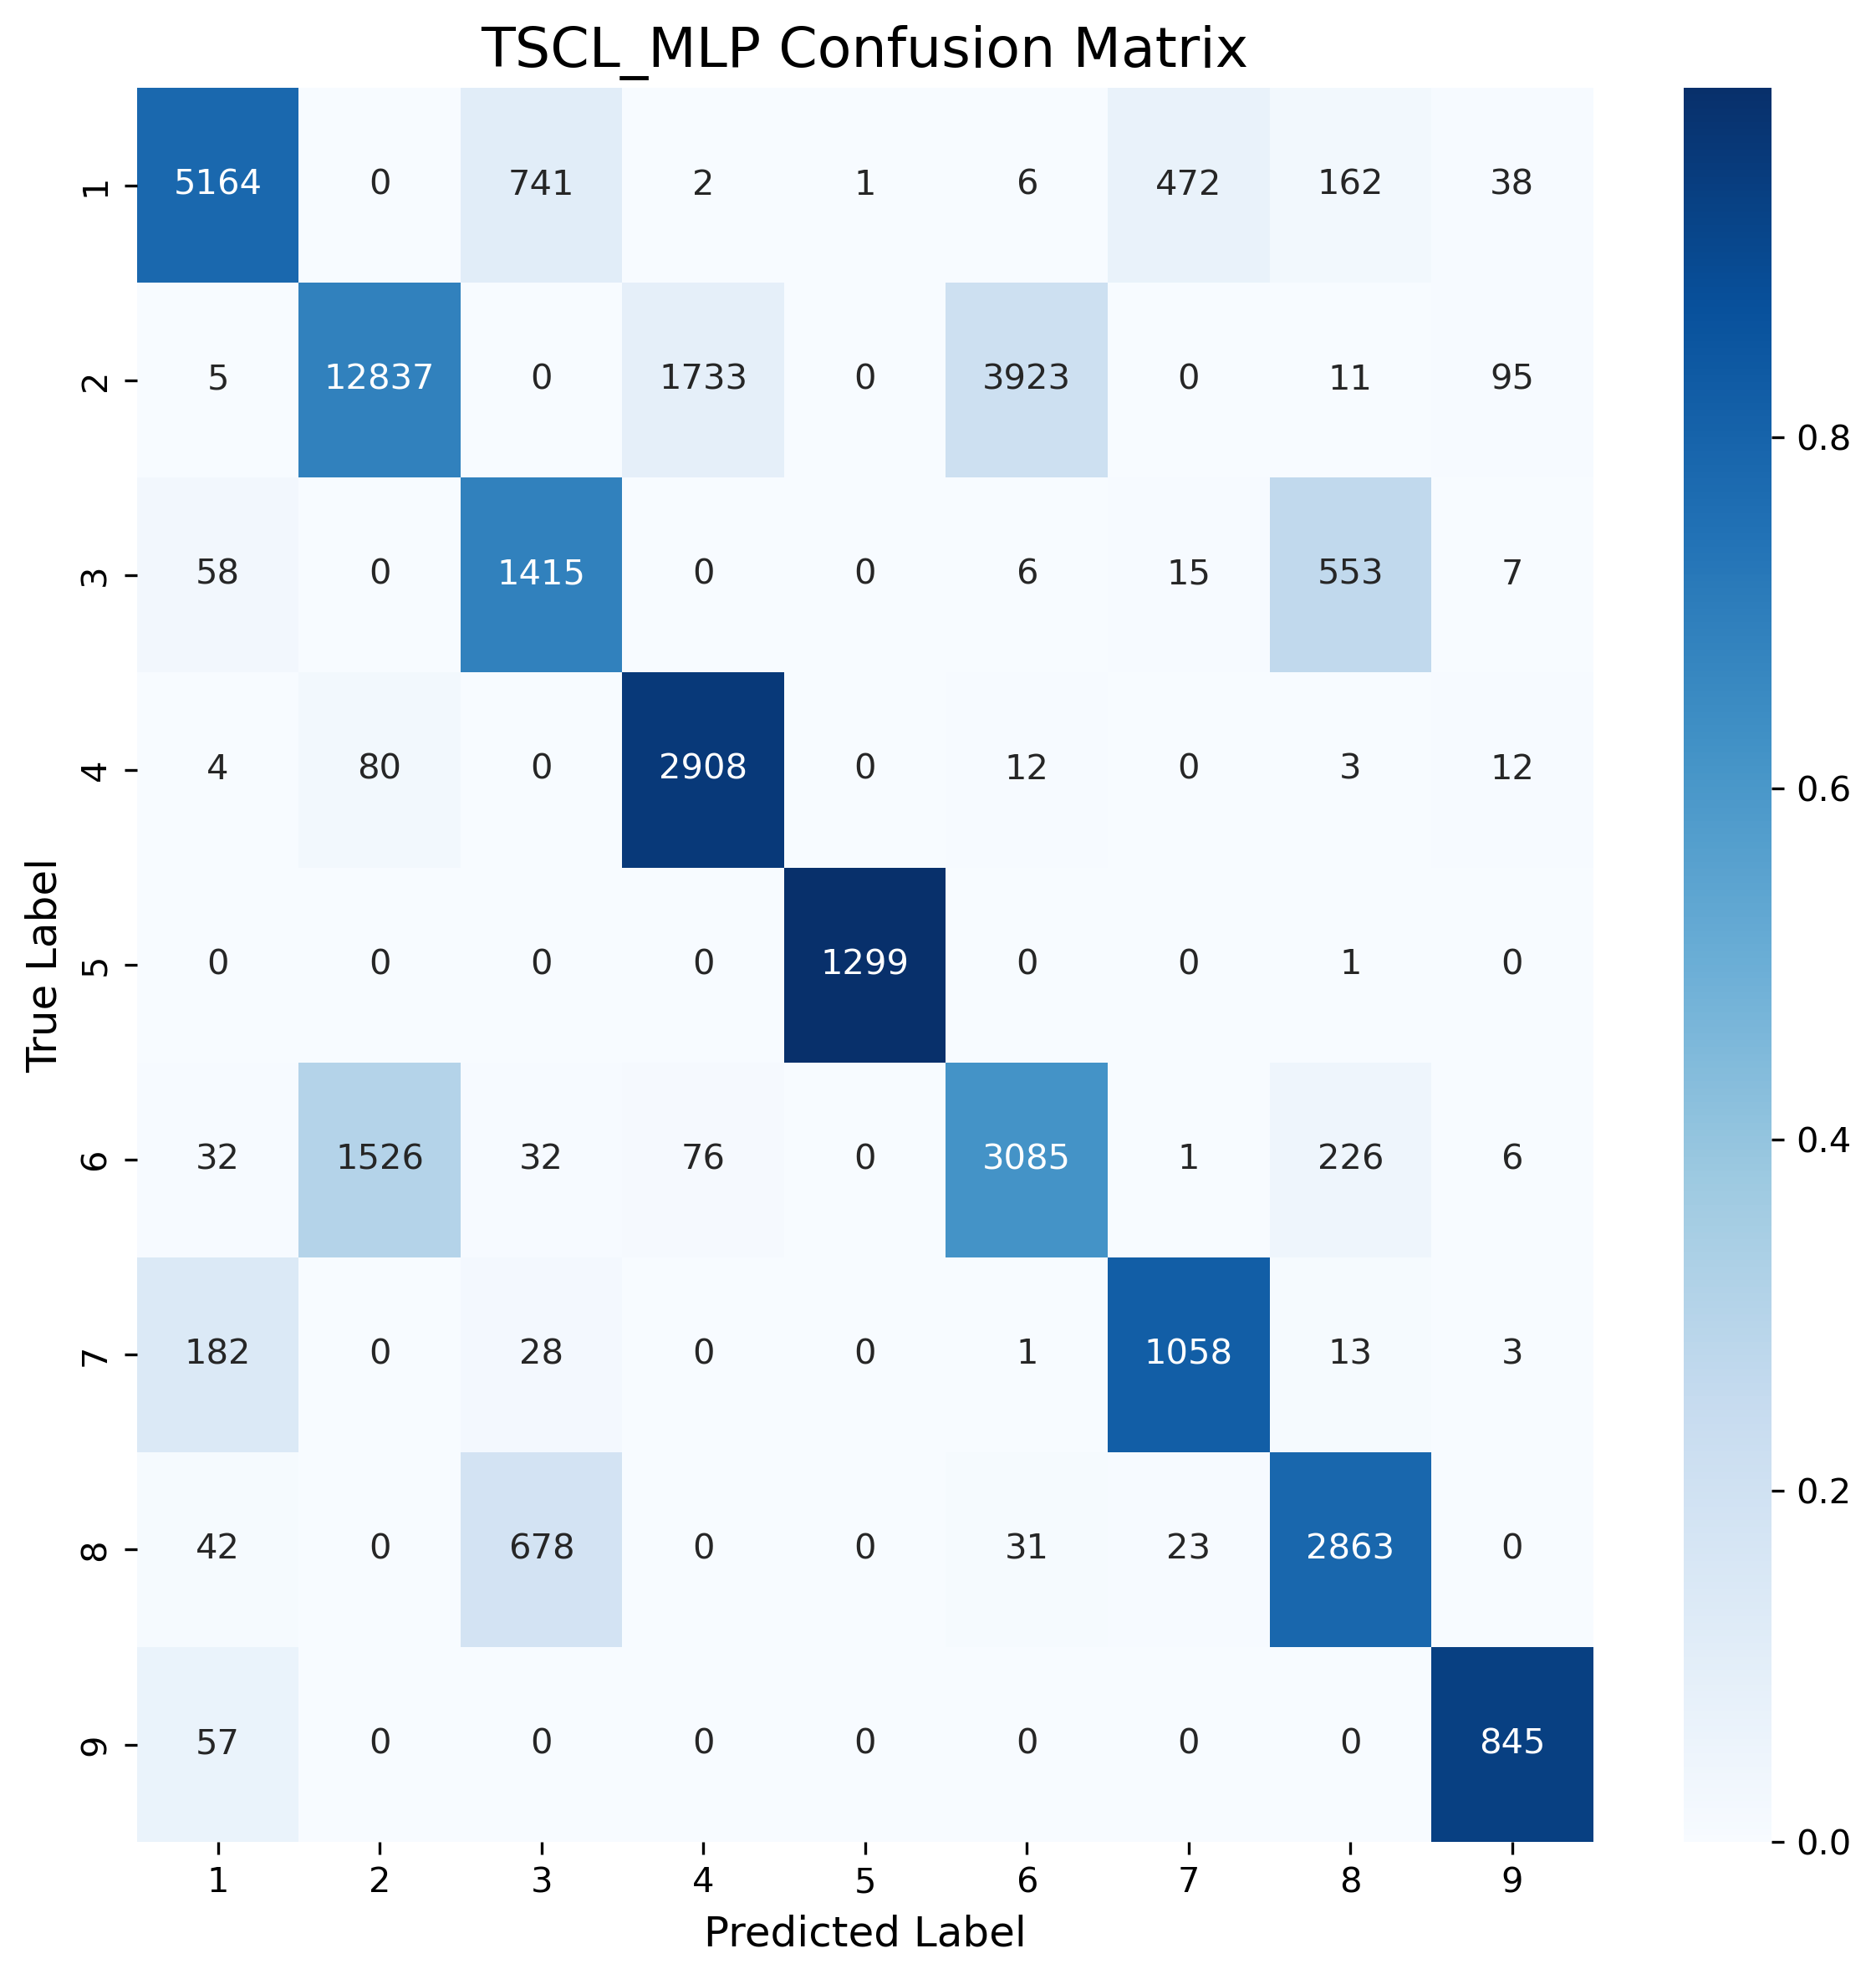 TSCL_MLP Confusion Matrix
1 5164 0 741 2 1 6 472 162 38
2 5 12837 0 1733 0 3923 0 11 95
3 58 0 1415 0 0 6 15 553 7
4 4 80 0 2908 0 12 0 3 12
5 0 0 0 0 1299 0 0 1 0
6 32 1526 32 76 0 3085 1 226 6
7 182 0 28 0 0 1 1058 13 3
8 42 0 678 0 0 31 23 2863 0
9 57 0 0 0 0 0 0 0 845
1 2 3 4 5 6 7 8 9
Predicted Label
True Label
0.8
0.6
0.4
0.2
0.0